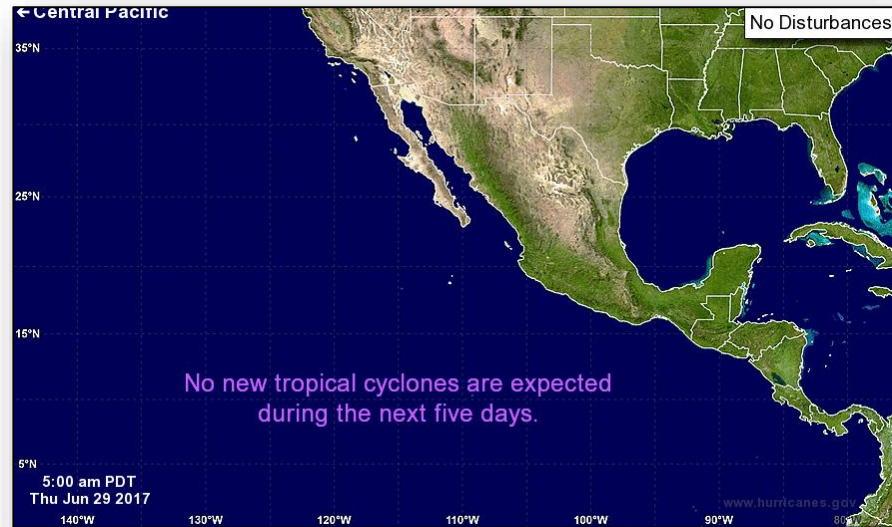 ←Central Pacific
No Disturbances
35°N
25°N
15°N
No new tropical cyclones are expected
during the next five days.
5°N
5:00 am PDT
Thu Jun 29 2017
www.hurricanes.gov
140°W 130°W 120°W 110°W 100°W 90°W 80°W